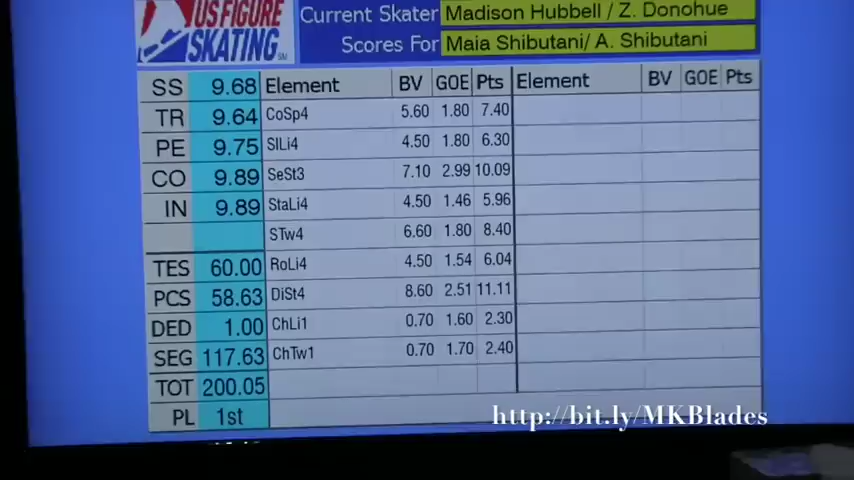 US FIGURE
SKATING
Current Skater Madison Hubbell / Z. Donohue
Scores For Maia Shibutani/ A. Shibutani
SS 9.68 Element BV GOE Pts Element BV GOE Pts
TR 9.64 CoSp4 5.60 1.80 7.40
PE 9.75 SlLi4 4.50 1.80 6.30
CO 9.89 SeSt3 7.10 2.99 10.09
IN 9.89 StaLi4 4.50 1.46 5.96
STw4 6.60 1.80 8.40
TES 60.00 RoLi4 4.50 1.54 6.04
PCS 58.63 DiSt4 8.60 2.51 11.11
DED 1.00 ChLi1 0.70 1.60 2.30
SEG 117.63 ChTw1 0.70 1.70 2.40
TOT 200.05
PL 1st
http://bit.ly/MKBlades